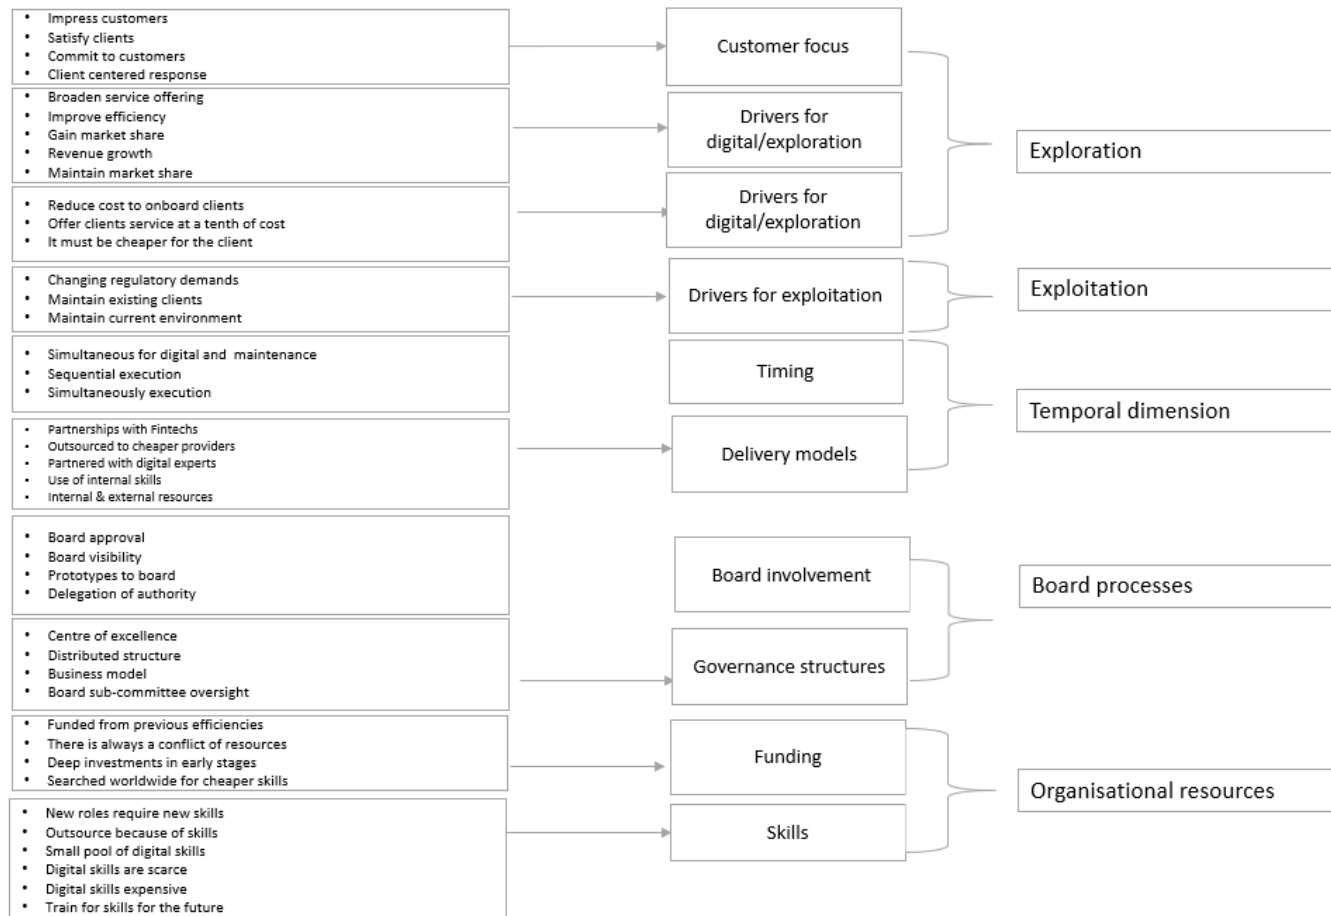 • Impress customers
• Satisfy clients
• Commit to customers
• Client centered response
Customer focus
• Broaden service offering
• Improve efficiency
• Gain market share
• Revenue growth
• Maintain market share
Drivers for
digital/exploration
• Reduce cost to onboard clients
• Offer clients service at a tenth of cost
• It must be cheaper for the client
Drivers for
digital/exploration
Exploration
• Changing regulatory demands
• Maintain existing clients
• Maintain current environment
Drivers for exploitation
Exploitation
• Simultaneous for digital and maintenance
• Sequential execution
• Simultaneously execution
Timing
• Partnerships with Fintechs
• Outsourced to cheaper providers
• Partnered with digital experts
• Use of internal skills
• Internal & external resources
Delivery models
Temporal dimension
• Board approval
• Board visibility
• Prototypes to board
• Delegation of authority
Board involvement
• Centre of excellence
• Distributed structure
• Business model
• Board sub-committee oversight
Governance structures
Board processes
• Funded from previous efficiencies
• There is always a conflict of resources
• Deep investments in early stages
• Searched worldwide for cheaper skills
Funding
• New roles require new skills
• Outsource because of skills
• Small pool of digital skills
• Digital skills are scarce
• Digital skills expensive
• Train for skills for the future
Skills
Organisational resources